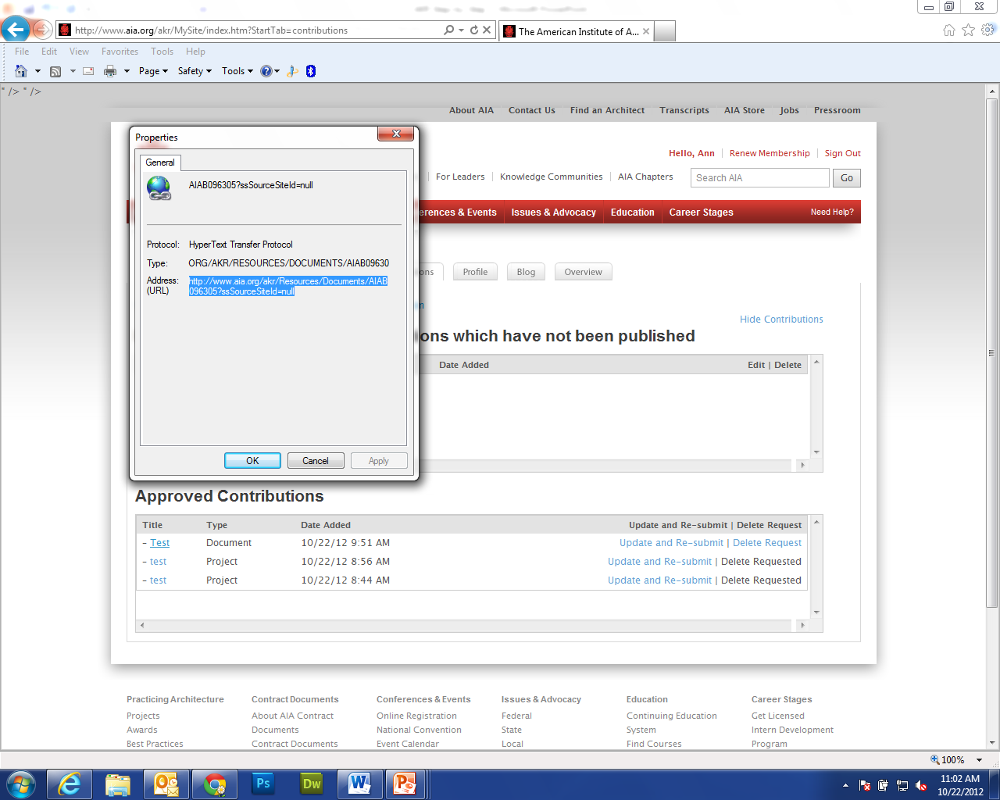 http://www.aia.org/akr/MySite/index.htm?StartTab=contributions
The American Institute of A...
File Edit View Favorites Tools Help
Page Safety Tools
" /> " />
About AIA Contact Us Find an Architect Transcripts AIA Store Jobs Pressroom
Properties
General
AIAB096305?ssSourceSiteId=null
Protocol: HyperText Transfer Protocol
Type: ORG/AKR/RESOURCES/DOCUMENTS/AIAB09630
Address: http://www.aia.org/akr/Resources/Documents/AIAB
(URL) 096305?ssSourceSiteId=null
OK Cancel Apply
Hello, Ann Renew Membership Sign Out
For Leaders Knowledge Communities AIA Chapters Search AIA Go
erences & Events Issues & Advocacy Education Career Stages Need Help?
ons Profile Blog Overview
n
Hide Contributions
ons which have not been published
Date Added Edit | Delete
Approved Contributions
Title Type Date Added Update and Re-submit | Delete Request
– Test Document 10/22/12 9:51 AM Update and Re-submit | Delete Request
– test Project 10/22/12 8:56 AM Update and Re-submit | Delete Requested
– test Project 10/22/12 8:44 AM Update and Re-submit | Delete Requested
Practicing Architecture Contract Documents Conferences & Events Issues & Advocacy Education Career Stages
Projects About AIA Contract Online Registration Federal Continuing Education Get Licensed
Awards Documents National Convention State System Intern Development
Best Practices Contract Documents Event Calendar Local Find Courses Program
100%
Ps Dw W P
11:02 AM
10/22/2012